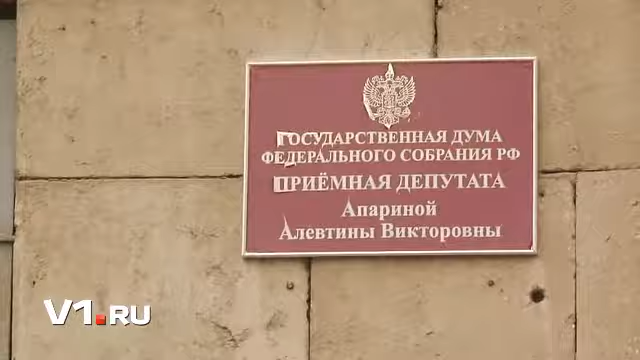 ГОСУДАРСТВЕННАЯ ДУМА
ФЕДЕРАЛЬНОГО СОБРАНИЯ РФ
ПРИЁМНАЯ ДЕПУТАТА
Апариной
Алевтины Викторовны
V1.RU